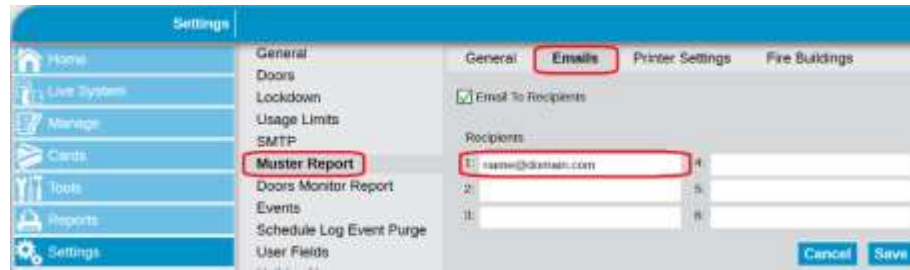 Settings
Home
Live System
Manage
Cards
Tools
Reports
Settings
General
Doors
Lockdown
Usage Limits
SMTP
Muster Report
Doors Monitor Report
Events
Schedule Log Event Purge
User Fields
General Emails Printer Settings Fire Buildings
Email To Recipients
Recipients
1: name@domain.com 4:
2: 5:
3: 6:
Cancel Save